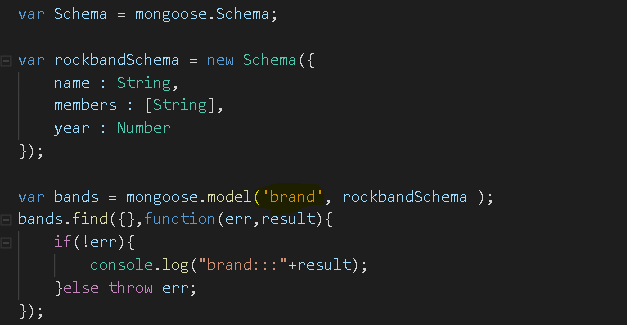 var Schema = mongoose.Schema;
var rockbandSchema = new Schema({
name : String,
members : [String],
year : Number
});
var bands = mongoose.model('brand', rockbandSchema );
bands.find({},function(err,result){
if(!err){
console.log("brand:::"+result);
}else throw err;
});